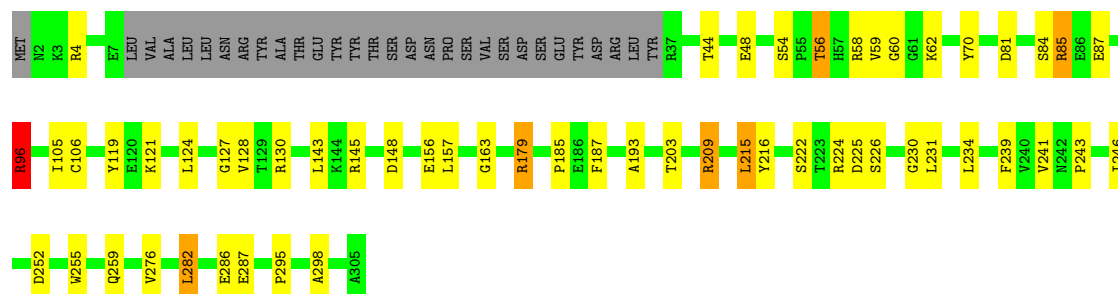 MET N2 K3 R4 E7 LEU VAL ALA LEU LEU ASN ARG TYR ALA THR GLU TYR TYR THR SER ASP ASN PRO SER VAL SER ASP SER GLU TYR ASP ARG LEU TYR R37 T44 E48 S54 P55 T56 H57 R58 V59 G60 G61 K62 Y70 D81 S84 R85 E86 E87
R96 I105 C106 Y119 E120 K121 L124 G127 V128 T129 R130 L143 K144 R145 D148 E156 L157 G163 R179 P185 E186 F187 A193 T203 R209 L215 Y216 S222 T223 R224 D225 S226 G230 L231 L234 F239 V240 V241 N242 P243
D252 W255 Q259 V276 L282 E286 E287 P295 A298 A305